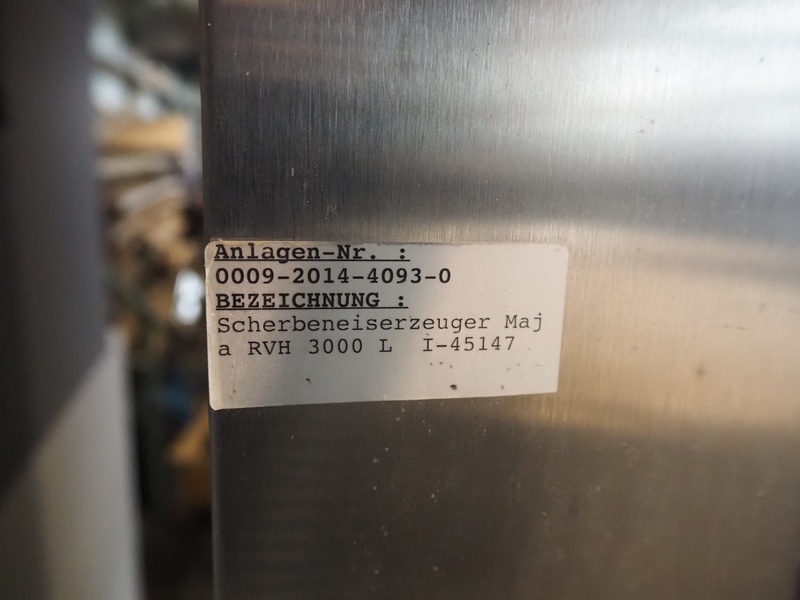 Anlagen-Nr. :
0009-2014-4093-0
BEZEICHNUNG :
Scherbeneiserzeuger Maj
a RVH 3000 L  I-45147